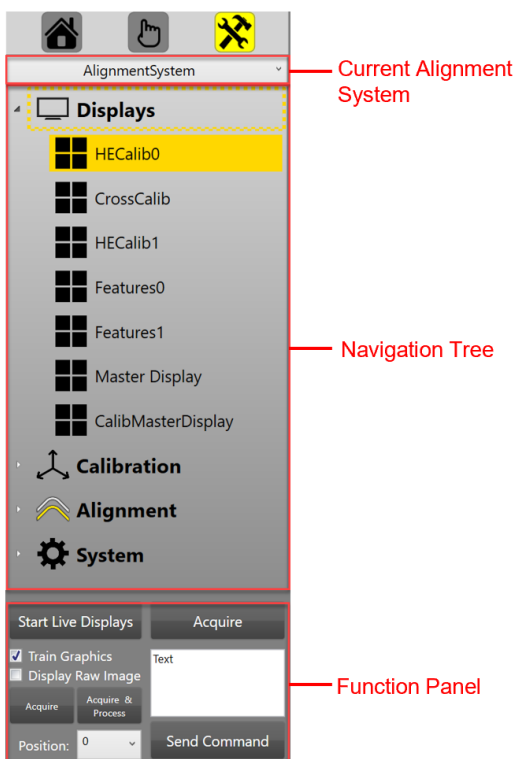 AlignmentSystem
Current Alignment
System
Displays
HECalib0
CrossCalib
HECalib1
Features0
Features1
Navigation Tree
Master Display
CalibMasterDisplay
Calibration
Alignment
System
Start Live Displays
Acquire
Train Graphics
Display Raw Image
Text
Acquire
Acquire &
Process
Function Panel
Position:
0
Send Command